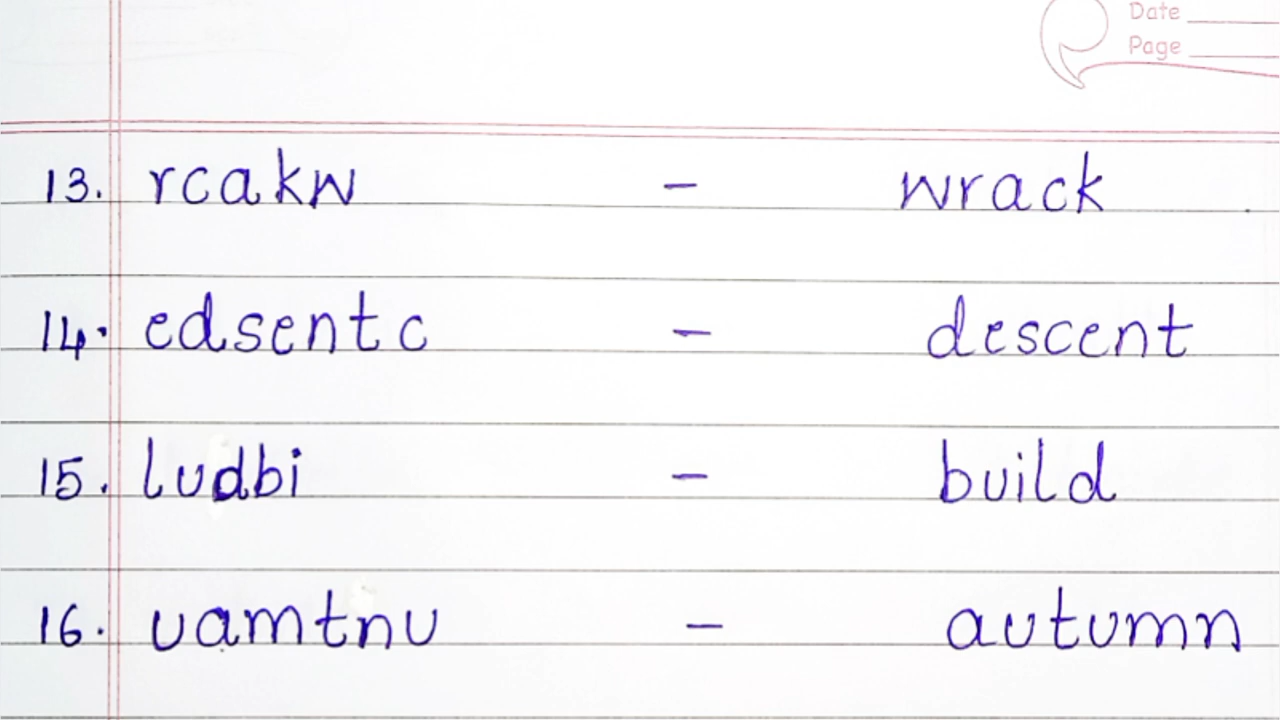 Date
Page
13. rcakw - wrack
14. edsentc - descent
15. ludbi - build
16. uamtnu - autumn